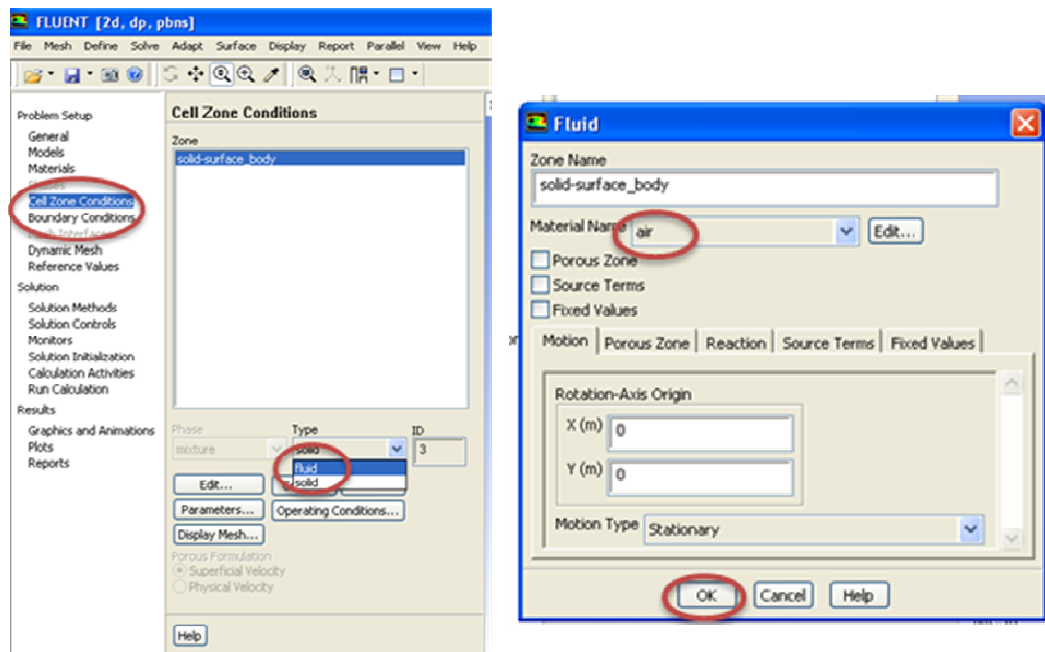 FLUENT [2d, dp, pbns]
File Mesh Define Solve Adapt Surface Display Report Parallel View Help
Problem Setup
General
Models
Materials
Phases
Cell Zone Conditions
Boundary Conditions
Mesh Interfaces
Dynamic Mesh
Reference Values
Solution
Solution Methods
Solution Controls
Monitors
Solution Initialization
Calculation Activities
Run Calculation
Results
Graphics and Animations
Plots
Reports
Cell Zone Conditions
Zone
solid-surface_body
Phase Type ID
mixture solid 3
fluid
solid
Edit...
Parameters... Operating Conditions...
Display Mesh...
Porous Formulation
Superficial Velocity
Physical Velocity
Help
Fluid
Zone Name
solid-surface_body
Material Name air Edit...
Porous Zone
Source Terms
Fixed Values
Motion Porous Zone Reaction Source Terms Fixed Values
Rotation-Axis Origin
X (m) 0
Y (m) 0
Motion Type Stationary
OK Cancel Help